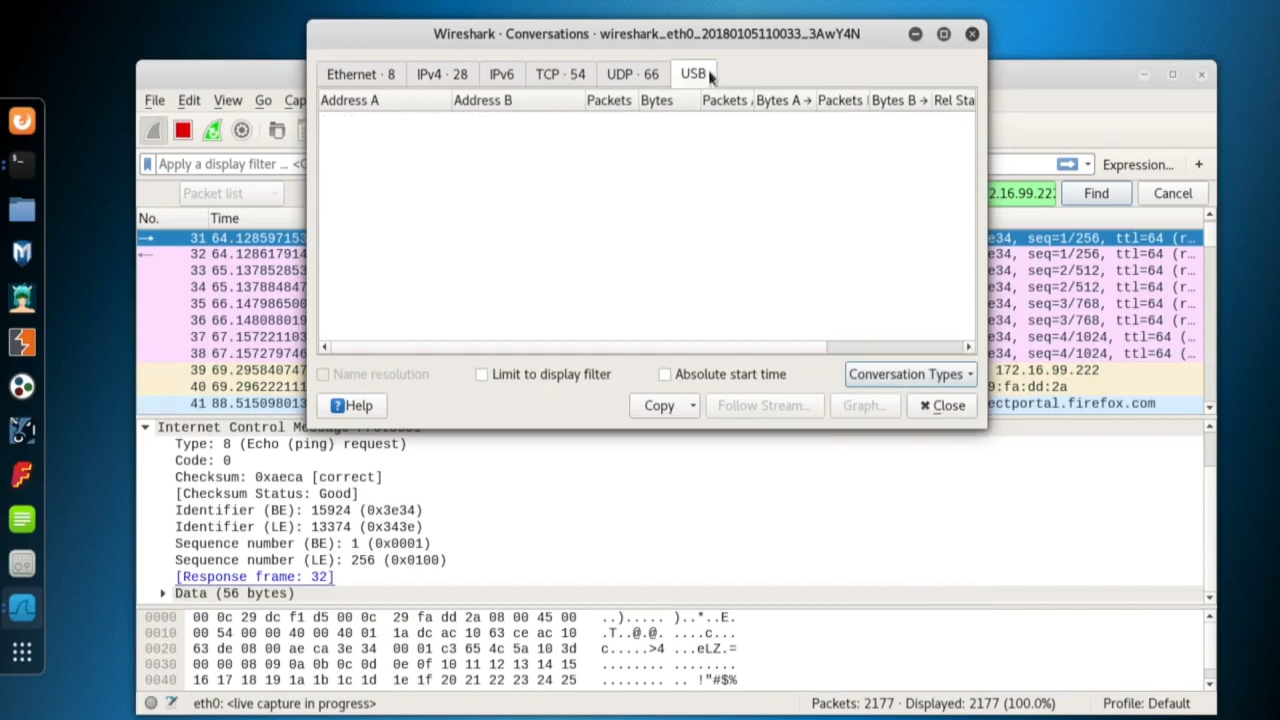 Wireshark · Conversations · wireshark_eth0_20180105110033_3AwY4N
Ethernet · 8 IPv4 · 28 IPv6 TCP · 54 UDP · 66 USB
Address A Address B Packets Bytes Packets Bytes A → Packets Bytes B → Rel Sta
Name resolution Limit to display filter Absolute start time Conversation Types
Help Copy Follow Stream... Graph... Close
File Edit View Go Cap
Apply a display filter ... <C Expression... +
Packet list 2.16.99.222 Find Cancel
No. Time
31 64.128597153 e34, seq=1/256, ttl=64 (r…
32 64.128617914 e34, seq=1/256, ttl=64 (r…
33 65.137852853 e34, seq=2/512, ttl=64 (r…
34 65.137884847 e34, seq=2/512, ttl=64 (r…
35 66.147986500 e34, seq=3/768, ttl=64 (r…
36 66.148088019 e34, seq=3/768, ttl=64 (r…
37 67.157221103 e34, seq=4/1024, ttl=64 (r…
38 67.157279746 e34, seq=4/1024, ttl=64 (r…
39 69.295840747 172.16.99.222
40 69.296222111 9:fa:dd:2a
41 88.515098013 ectportal.firefox.com
Internet Control Message Protocol
Type: 8 (Echo (ping) request)
Code: 0
Checksum: 0xaeca [correct]
[Checksum Status: Good]
Identifier (BE): 15924 (0x3e34)
Identifier (LE): 13374 (0x343e)
Sequence number (BE): 1 (0x0001)
Sequence number (LE): 256 (0x0100)
[Response frame: 32]
Data (56 bytes)
0000 00 0c 29 dc f1 d5 00 0c 29 fa dd 2a 08 00 45 00 ..)..... )..*..E.
0010 00 54 00 00 40 00 40 01 1a dc ac 10 63 ce ac 10 .T..@.@. ....c...
0020 63 de 08 00 ae ca 3e 34 00 01 c3 65 4c 5a 10 3d c.....>4 ...eLZ.=
0030 00 00 08 09 0a 0b 0c 0d 0e 0f 10 11 12 13 14 15 ........ ........
0040 16 17 18 19 1a 1b 1c 1d 1e 1f 20 21 22 23 24 25 ........ .. !"#$%
eth0: <live capture in progress> Packets: 2177 · Displayed: 2177 (100.0%) Profile: Default